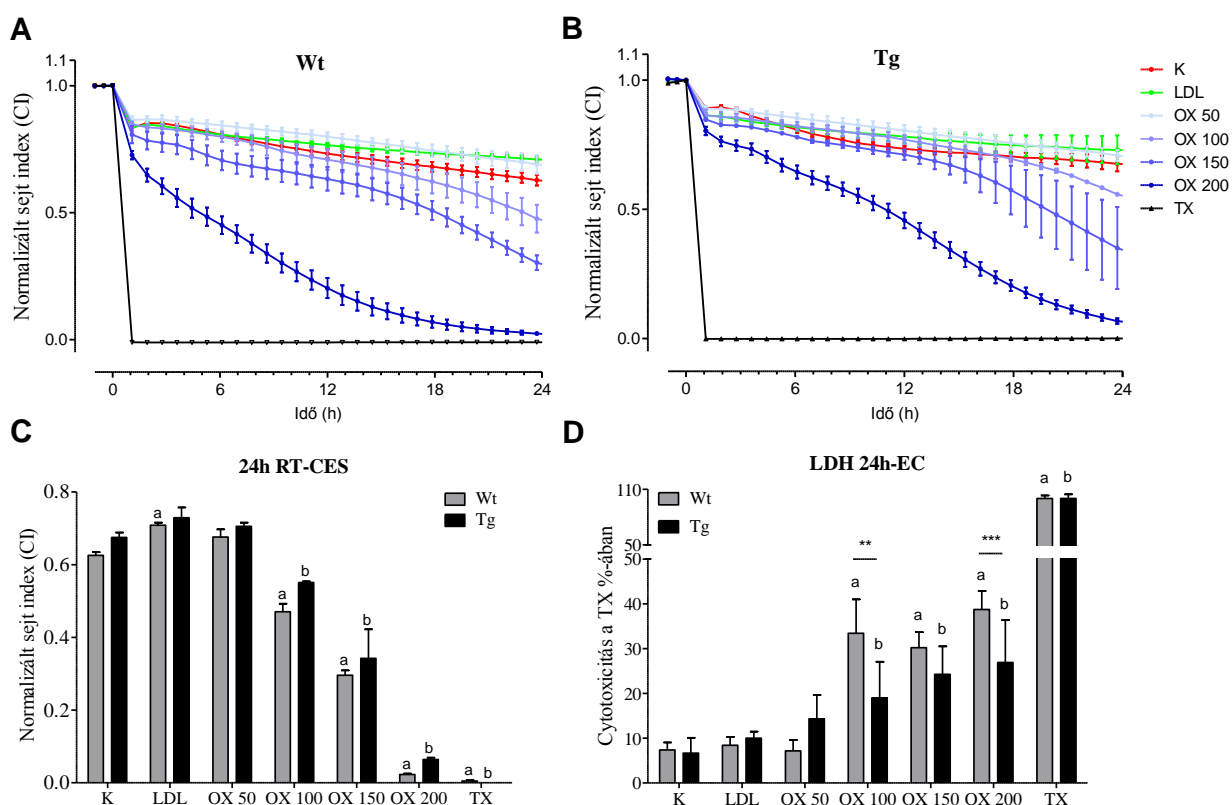 A
Wt
Normalizált sejt index (CI)
1.1
1.0
0.5
0.0
0
6
12
18
24
Idő (h)
B
Tg
Normalizált sejt index (CI)
1.1
1.0
0.5
0.0
0
6
12
18
24
Idő (h)
K
LDL
OX 50
OX 100
OX 150
OX 200
TX
C
24h RT-CES
Normalizált sejt index (CI)
0.8
0.6
0.4
0.2
0.0
Wt
Tg
a
a
b
a
b
a
b
a
b
K LDL OX 50 OX 100 OX 150 OX 200 TX
D
LDH 24h-EC
Cytotoxicitás a TX %-ában
110
50
50
40
30
20
10
0
Wt
Tg
**
***
a
b
a
b
a
b
a
b
K LDL OX 50 OX 100 OX 150 OX 200 TX